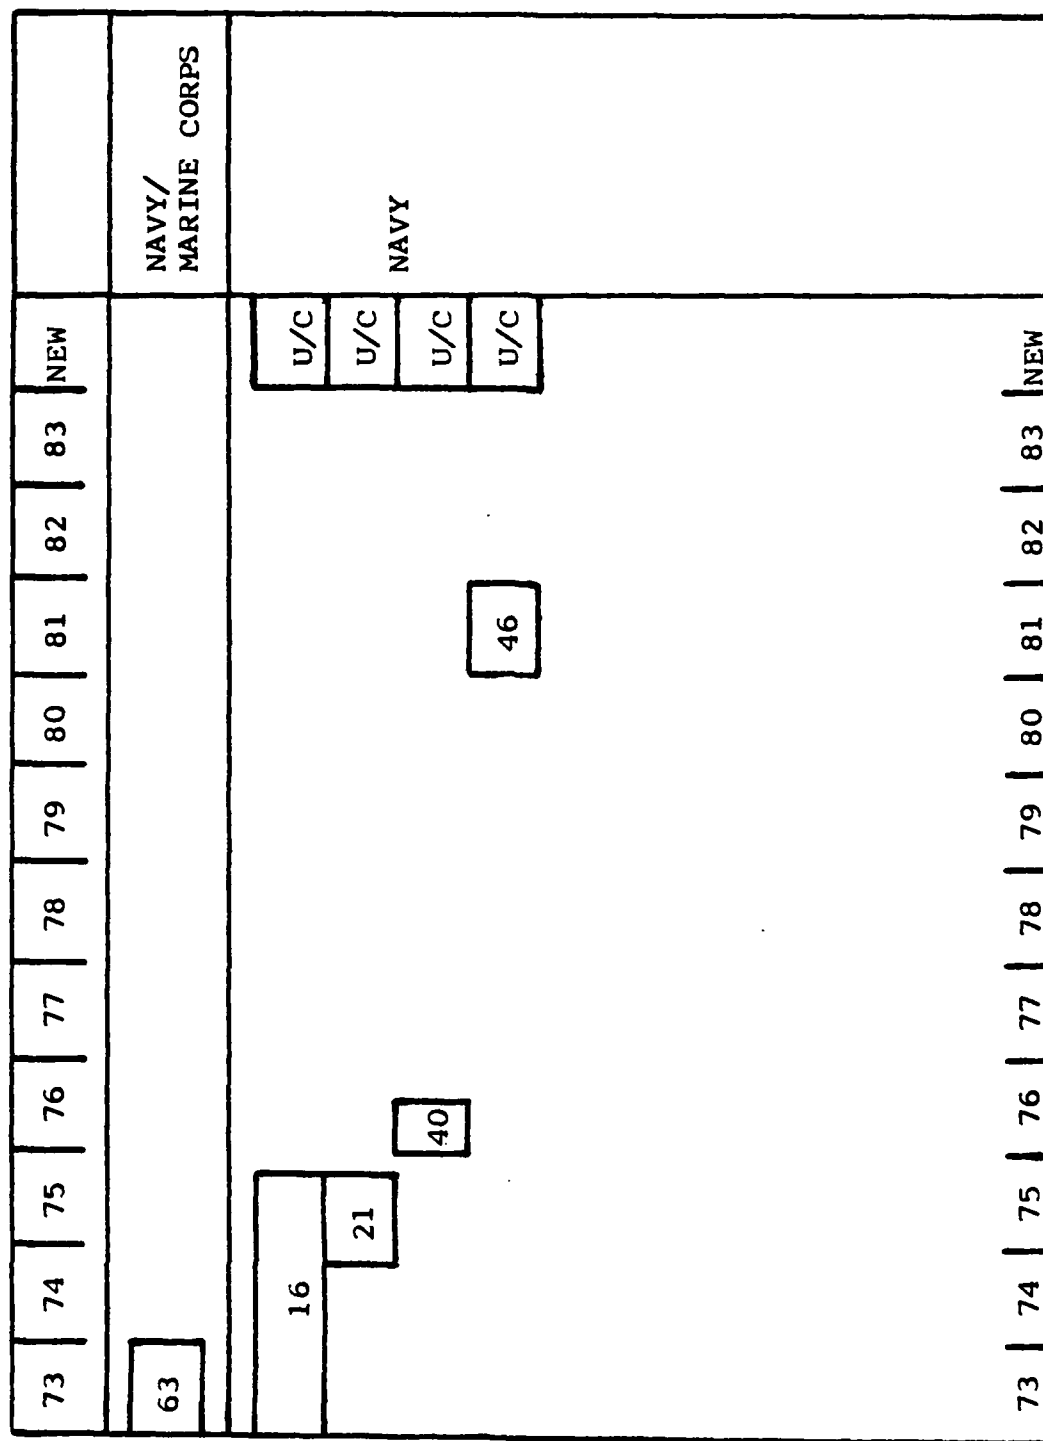 73 74 75 76 77 78 79 80 81 82 83 NEW
63 NAVY/
MARINE CORPS
16 U/C
21 U/C
NAVY
40 U/C
46 U/C
73 74 75 76 77 78 79 80 81 82 83 NEW